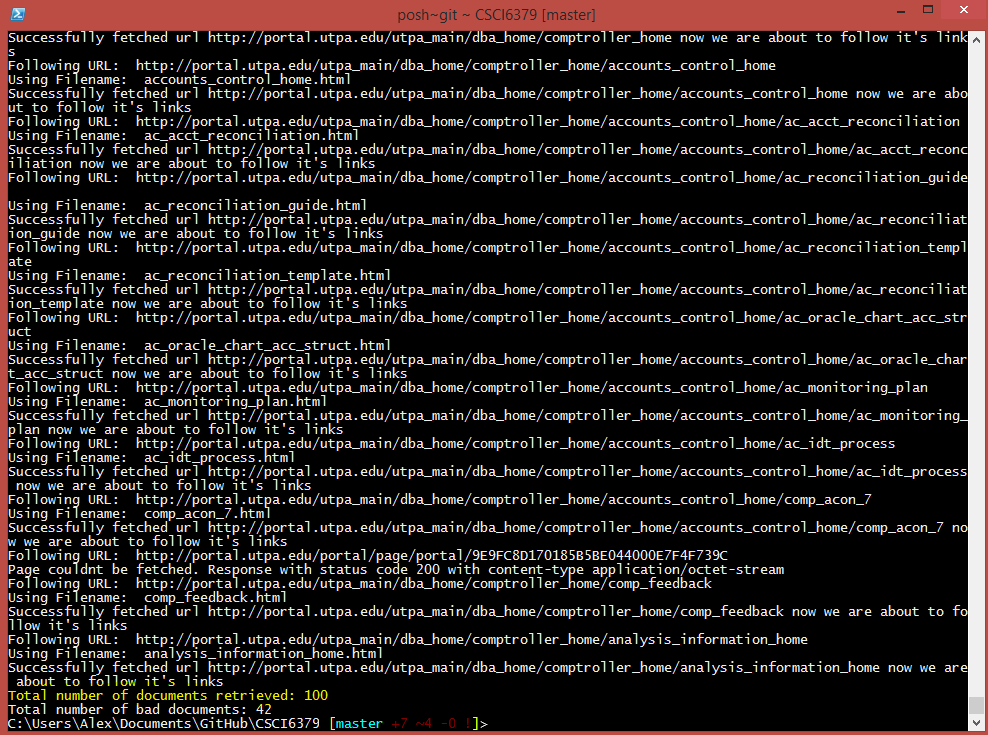 posh~git ~ CSCI6379 [master]
Successfully fetched url http://portal.utpa.edu/utpa_main/dba_home/comptroller_home now we are about to follow it's link
s
Following URL:  http://portal.utpa.edu/utpa_main/dba_home/comptroller_home/accounts_control_home
Using Filename:  accounts_control_home.html
Successfully fetched url http://portal.utpa.edu/utpa_main/dba_home/comptroller_home/accounts_control_home now we are abo
ut to follow it's links
Following URL:  http://portal.utpa.edu/utpa_main/dba_home/comptroller_home/accounts_control_home/ac_acct_reconciliation
Using Filename:  ac_acct_reconciliation.html
Successfully fetched url http://portal.utpa.edu/utpa_main/dba_home/comptroller_home/accounts_control_home/ac_acct_reconc
iliation now we are about to follow it's links
Following URL:  http://portal.utpa.edu/utpa_main/dba_home/comptroller_home/accounts_control_home/ac_reconciliation_guide
Using Filename:  ac_reconciliation_guide.html
Successfully fetched url http://portal.utpa.edu/utpa_main/dba_home/comptroller_home/accounts_control_home/ac_reconciliat
ion_guide now we are about to follow it's links
Following URL:  http://portal.utpa.edu/utpa_main/dba_home/comptroller_home/accounts_control_home/ac_reconciliation_templ
ate
Using Filename:  ac_reconciliation_template.html
Successfully fetched url http://portal.utpa.edu/utpa_main/dba_home/comptroller_home/accounts_control_home/ac_reconciliat
ion_template now we are about to follow it's links
Following URL:  http://portal.utpa.edu/utpa_main/dba_home/comptroller_home/accounts_control_home/ac_oracle_chart_acc_str
uct
Using Filename:  ac_oracle_chart_acc_struct.html
Successfully fetched url http://portal.utpa.edu/utpa_main/dba_home/comptroller_home/accounts_control_home/ac_oracle_char
t_acc_struct now we are about to follow it's links
Following URL:  http://portal.utpa.edu/utpa_main/dba_home/comptroller_home/accounts_control_home/ac_monitoring_plan
Using Filename:  ac_monitoring_plan.html
Successfully fetched url http://portal.utpa.edu/utpa_main/dba_home/comptroller_home/accounts_control_home/ac_monitoring_
plan now we are about to follow it's links
Following URL:  http://portal.utpa.edu/utpa_main/dba_home/comptroller_home/accounts_control_home/ac_idt_process
Using Filename:  ac_idt_process.html
Successfully fetched url http://portal.utpa.edu/utpa_main/dba_home/comptroller_home/accounts_control_home/ac_idt_process
 now we are about to follow it's links
Following URL:  http://portal.utpa.edu/utpa_main/dba_home/comptroller_home/accounts_control_home/comp_acon_7
Using Filename:  comp_acon_7.html
Successfully fetched url http://portal.utpa.edu/utpa_main/dba_home/comptroller_home/accounts_control_home/comp_acon_7 no
w we are about to follow it's links
Following URL:  http://portal.utpa.edu/portal/page/portal/9E9FC8D170185B5BE044000E7F4F739C
Page couldnt be fetched. Response with status code 200 with content-type application/octet-stream
Following URL:  http://portal.utpa.edu/utpa_main/dba_home/comptroller_home/comp_feedback
Using Filename:  comp_feedback.html
Successfully fetched url http://portal.utpa.edu/utpa_main/dba_home/comptroller_home/comp_feedback now we are about to fo
llow it's links
Following URL:  http://portal.utpa.edu/utpa_main/dba_home/comptroller_home/analysis_information_home
Using Filename:  analysis_information_home.html
Successfully fetched url http://portal.utpa.edu/utpa_main/dba_home/comptroller_home/analysis_information_home now we are
 about to follow it's links
Total number of documents retrieved: 100
Total number of bad documents: 42
C:\Users\Alex\Documents\GitHub\CSCI6379 [master +7 ~4 -0 !]>